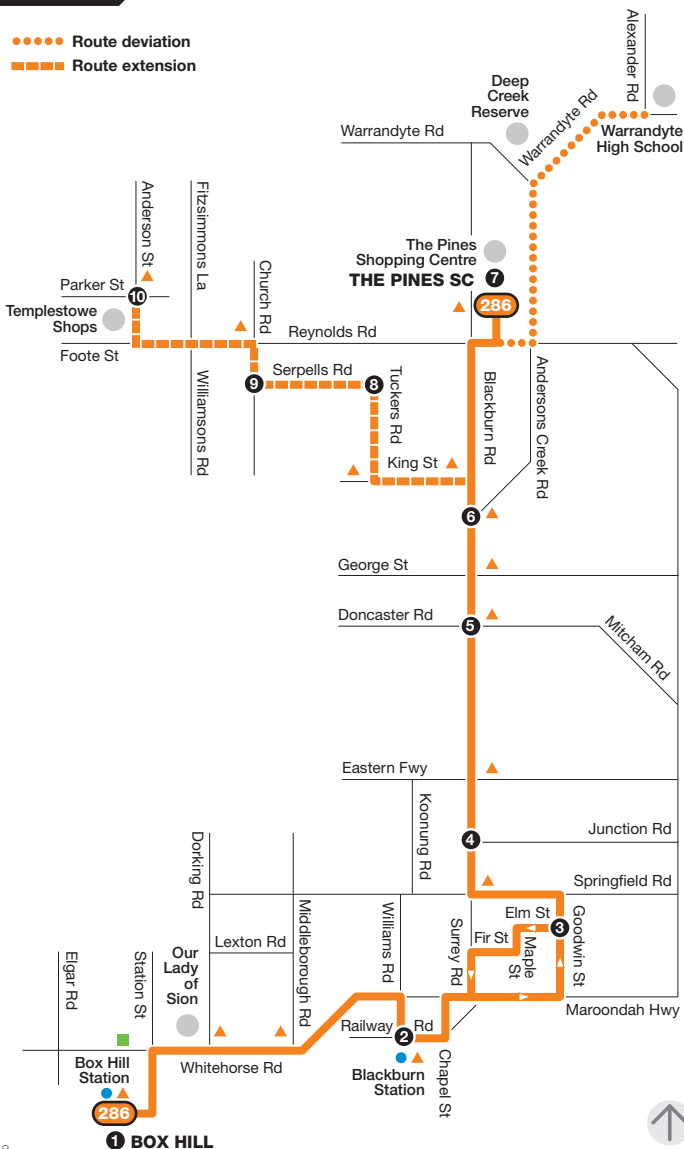 Route deviation
Route extension
Alexander Rd
Deep
Creek
Reserve
Warrandyte Rd
Warrandyte Rd
Warrandyte
High School
Anderson St
Fitzsimmons La
The Pines
Shopping Centre
THE PINES SC 7
286
Church Rd
Parker St
10
Templestowe
Shops
Reynolds Rd
Foote St
9
Serpells Rd
8
Williamsons Rd
Tuckers Rd
Blackburn Rd
Andersons Creek Rd
King St
6
George St
Doncaster Rd
5
Mitcham Rd
Eastern Fwy
Koonung Rd
4
Junction Rd
Dorking Rd
Springfield Rd
Middleborough Rd
Williams Rd
Surrey Rd
Elm St
3
Goodwin St
Fir St
Maple
St
Lexton Rd
Elgar Rd
Station St
Our
Lady
of
Sion
Maroondah Hwy
Railway Rd
2
Chapel St
Box Hill
Station
Whitehorse Rd
Blackburn
Station
286
1 BOX HILL